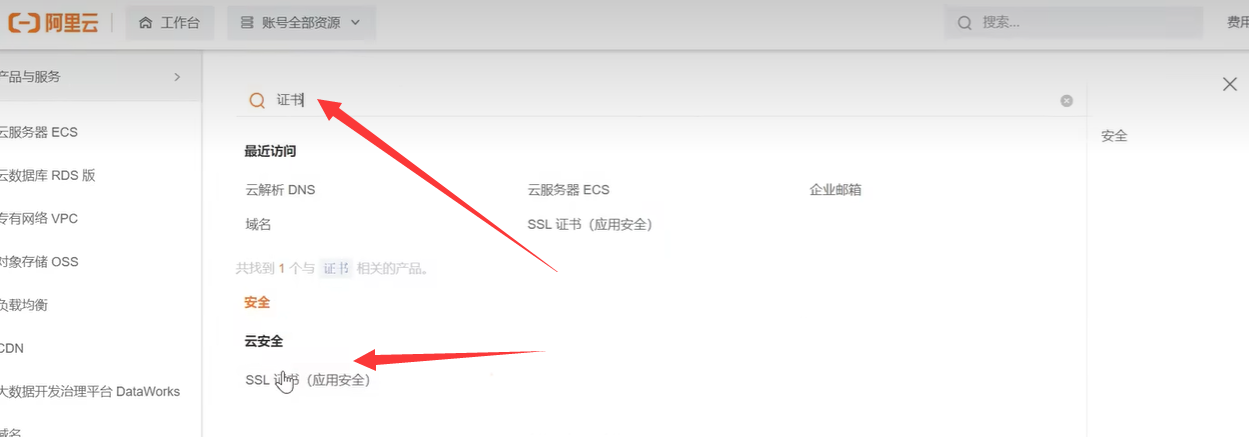 阿里云 工作台 账号全部资源 搜索... 费用
产品与服务
证书
安全
云服务器 ECS
最近访问
云数据库 RDS 版
云解析 DNS 云服务器 ECS 企业邮箱
专有网络 VPC
域名 SSL 证书（应用安全）
对象存储 OSS
共找到 1 个与 证书 相关的产品。
负载均衡
安全
CDN
云安全
大数据开发治理平台 DataWorks
SSL 证书（应用安全）
域名